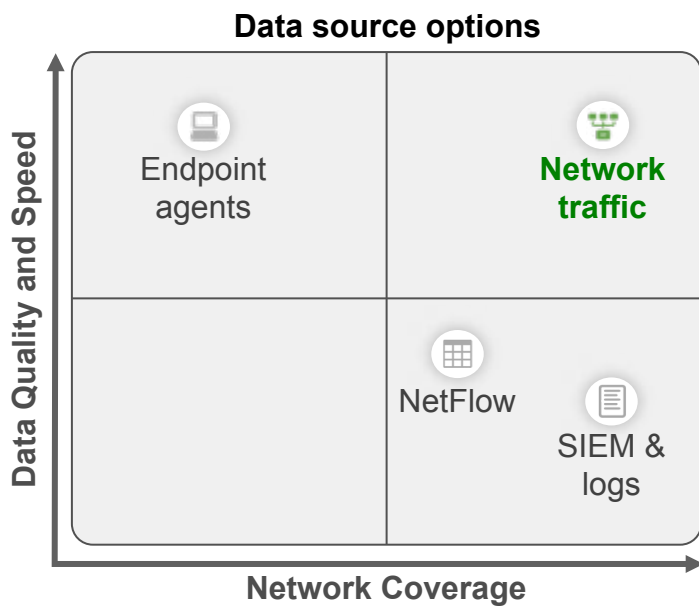 Data source options
Data Quality and Speed
Endpoint
agents
Network
traffic
NetFlow
SIEM &
logs
Network Coverage